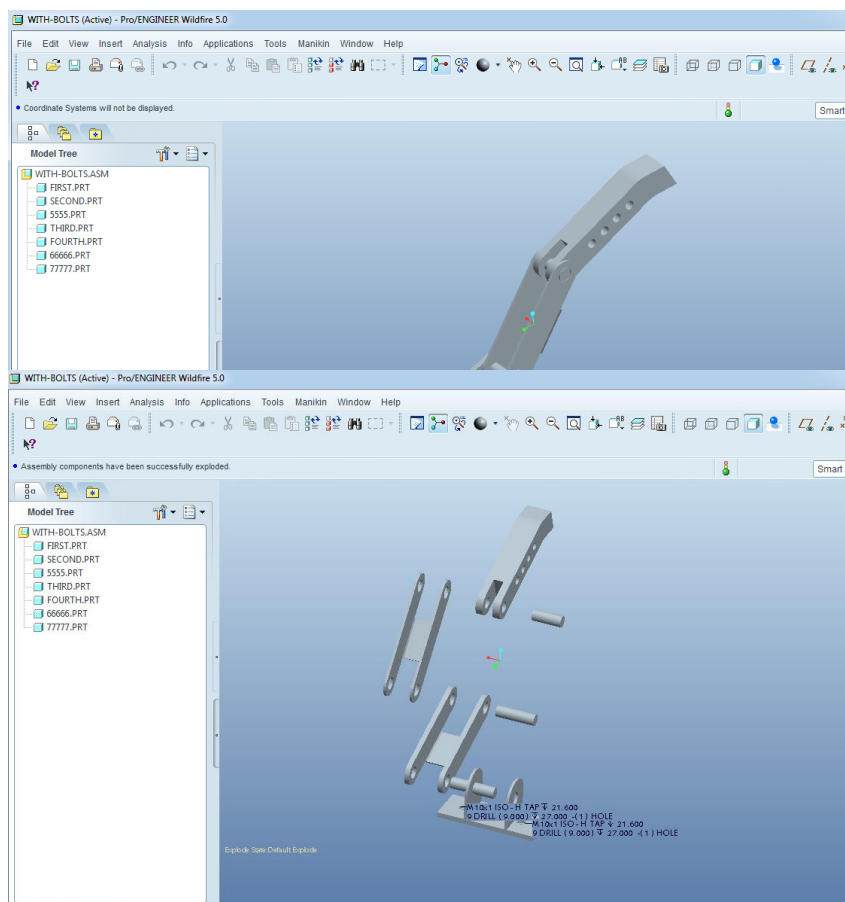 WITH-BOLTS (Active) - Pro/ENGINEER Wildfire 5.0
File Edit View Insert Analysis Info Applications Tools Manikin Window Help
• Coordinate Systems will not be displayed.
Smart
Model Tree
WITH-BOLTS.ASM
FIRST.PRT
SECOND.PRT
5555.PRT
THIRD.PRT
FOURTH.PRT
66666.PRT
77777.PRT
WITH-BOLTS (Active) - Pro/ENGINEER Wildfire 5.0
File Edit View Insert Analysis Info Applications Tools Manikin Window Help
• Assembly components have been successfully exploded.
Smart
Model Tree
WITH-BOLTS.ASM
FIRST.PRT
SECOND.PRT
5555.PRT
THIRD.PRT
FOURTH.PRT
66666.PRT
77777.PRT
M10x1 ISO - H TAP ↧ 21.600
9 DRILL ( 9.000 ) ↧ 27.000 -( 1 ) HOLE
M10x1 ISO - H TAP ↧ 21.600
9 DRILL ( 9.000 ) ↧ 27.000 -( 1 ) HOLE
Explode State:Default Explode